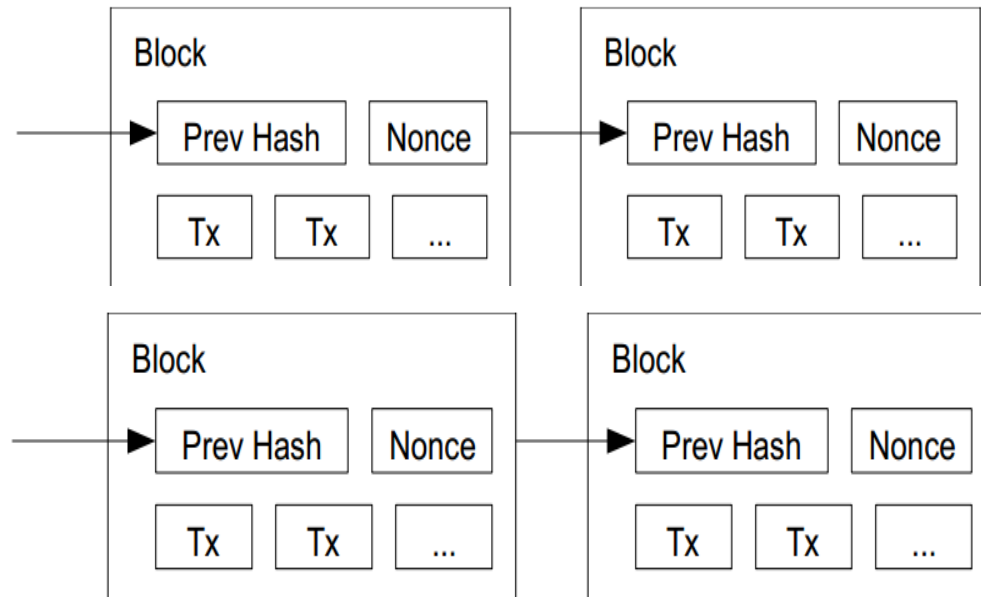 Block Block
Prev Hash Nonce Prev Hash Nonce
Tx Tx ... Tx Tx ...
Block Block
Prev Hash Nonce Prev Hash Nonce
Tx Tx ... Tx Tx ...